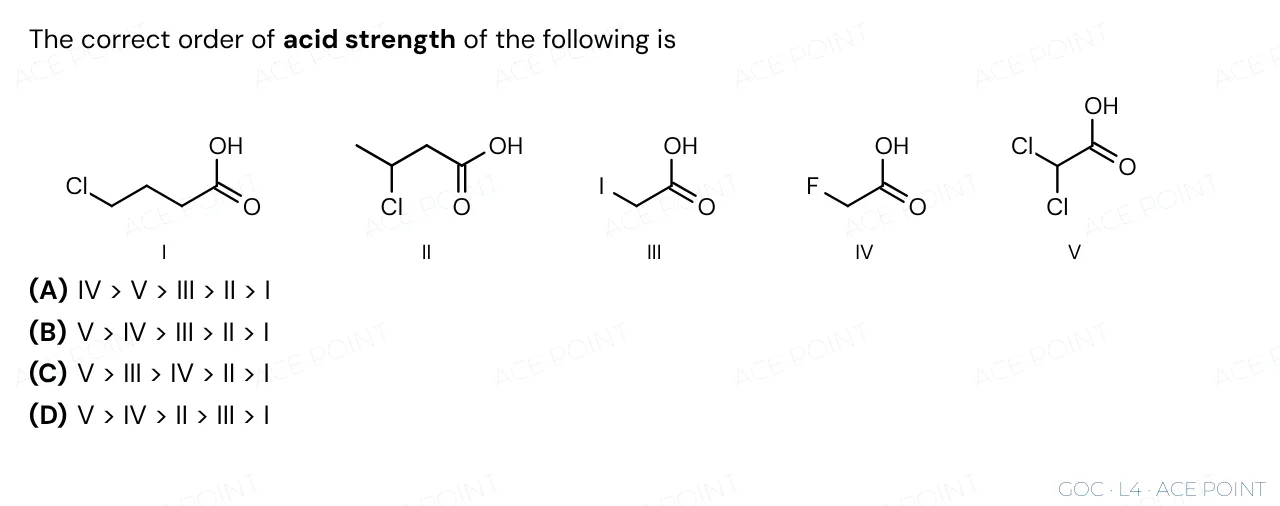 The correct order of acid strength of the following is
OH
Cl
O
I
OH
Cl
O
II
OH
I
O
III
OH
F
O
IV
OH
Cl
O
Cl
V
(A) IV > V > III > II > I
(B) V > IV > III > II > I
(C) V > III > IV > II > I
(D) V > IV > II > III > I
GOC · L4 · ACE POINT
ACE POINT